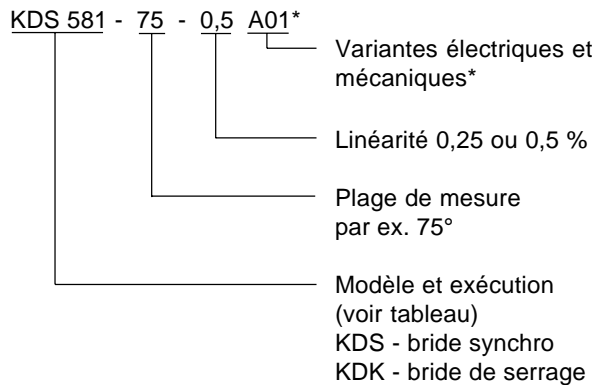 KDS 581 - 75 - 0,5 A01*
Variantes électriques et
mécaniques*
Linéarité 0,25 ou 0,5 %
Plage de mesure
par ex. 75°
Modèle et exécution
(voir tableau)
KDS - bride synchro
KDK - bride de serrage